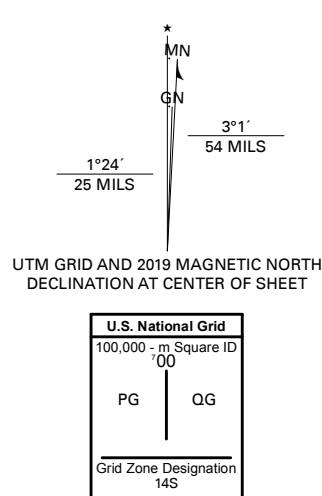 ★
MN
GN
3°1´
54 MILS
1°24´
25 MILS
UTM GRID AND 2019 MAGNETIC NORTH
DECLINATION AT CENTER OF SHEET
U.S. National Grid
100,000 - m Square ID
⁷00
PG QG
Grid Zone Designation
14S